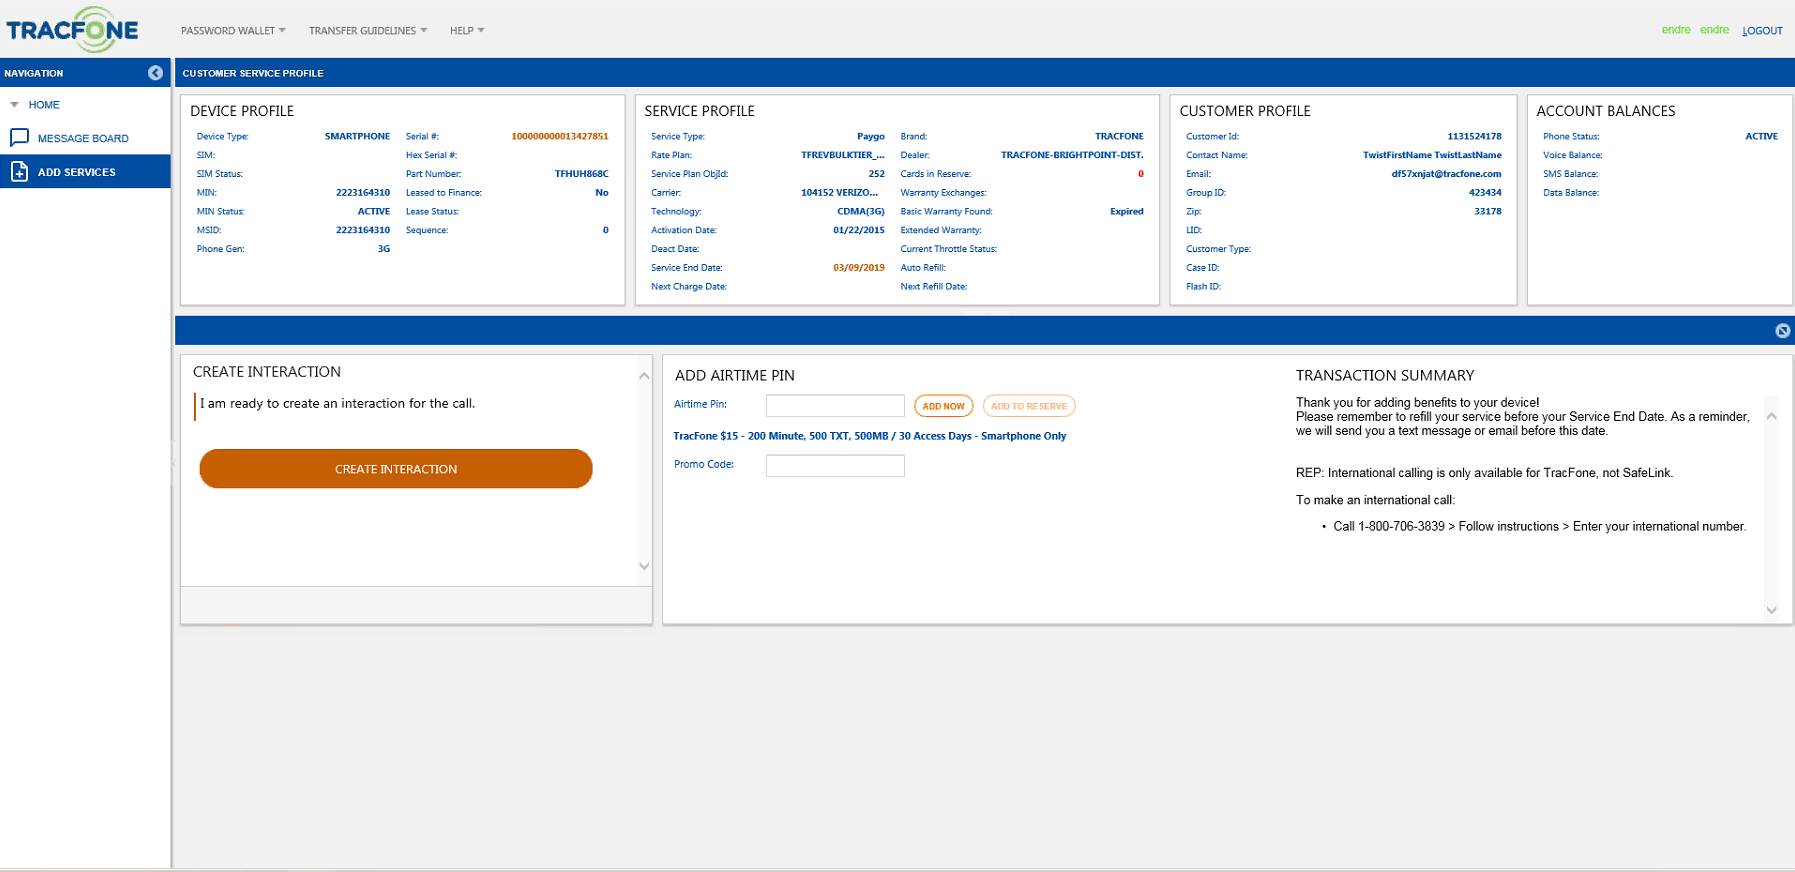 TRACFONE
PASSWORD WALLET
TRANSFER GUIDELINES
HELP
endre endre LOGOUT
NAVIGATION
HOME
MESSAGE BOARD
ADD SERVICES
CUSTOMER SERVICE PROFILE
DEVICE PROFILE
Device Type: SMARTPHONE
SIM:
SIM Status:
MIN: 2223164310
MIN Status: ACTIVE
MSID: 2223164310
Phone Gen: 3G
Serial #: 100000000013427851
Hex Serial #:
Part Number: TFHUH868C
Leased to Finance: No
Lease Status:
Sequence: 0
SERVICE PROFILE
Service Type: Paygo
Rate Plan: TFREVBULKTIER_...
Service Plan ObjId: 252
Carrier: 104152 VERIZO...
Technology: CDMA(3G)
Activation Date: 01/22/2015
Deact Date:
Service End Date: 03/09/2019
Next Charge Date:
Brand: TRACFONE
Dealer: TRACFONE-BRIGHTPOINT-DIST.
Cards in Reserve: 0
Warranty Exchanges:
Basic Warranty Found: Expired
Extended Warranty:
Current Throttle Status:
Auto Refill:
Next Refill Date:
CUSTOMER PROFILE
Customer Id: 1131524178
Contact Name: TwistFirstName TwistLastName
Email: df57xnjat@tracfone.com
Group ID: 423434
Zip: 33178
LID:
Customer Type:
Case ID:
Flash ID:
ACCOUNT BALANCES
Phone Status: ACTIVE
Voice Balance:
SMS Balance:
Data Balance:
CREATE INTERACTION
I am ready to create an interaction for the call.
CREATE INTERACTION
ADD AIRTIME PIN
Airtime Pin: ADD NOW ADD TO RESERVE
TracFone $15 - 200 Minute, 500 TXT, 500MB / 30 Access Days - Smartphone Only
Promo Code:
TRANSACTION SUMMARY
Thank you for adding benefits to your device!
Please remember to refill your service before your Service End Date. As a reminder,
we will send you a text message or email before this date.
REP: International calling is only available for TracFone, not SafeLink.
To make an international call:
• Call 1-800-706-3839 > Follow instructions > Enter your international number.